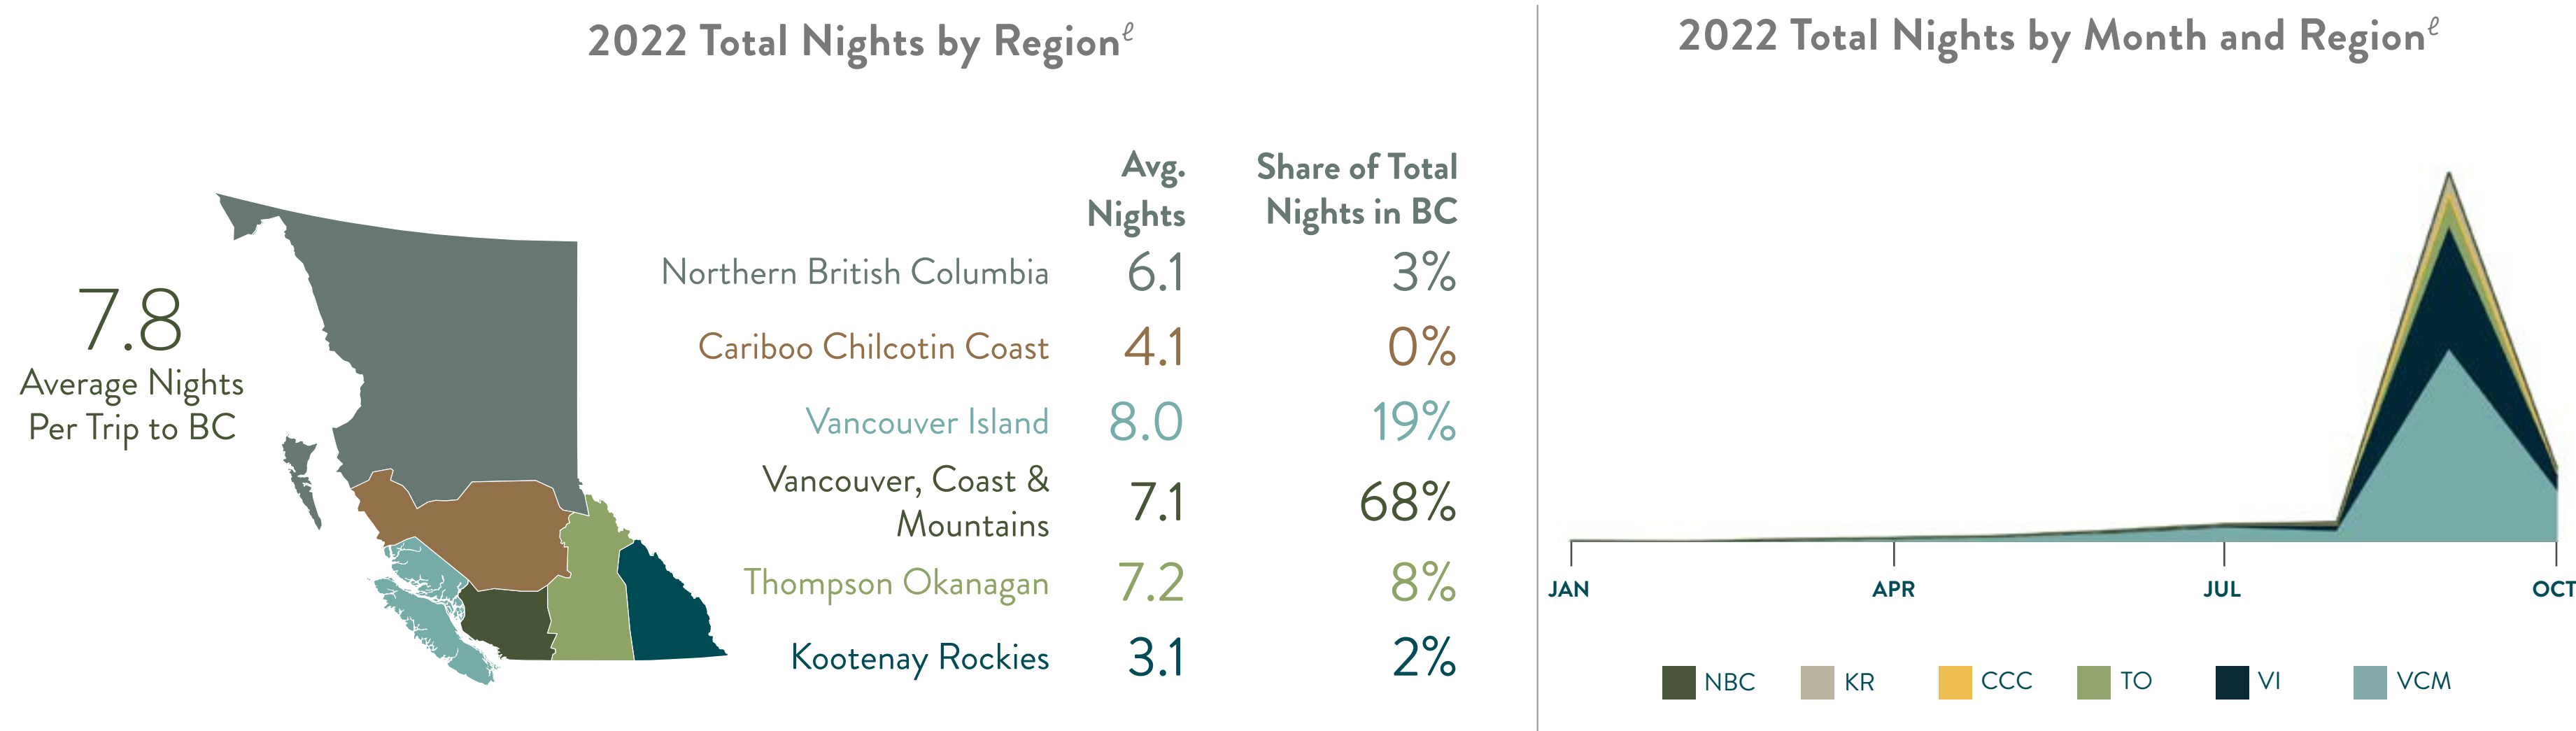 2022 Total Nights by Regionℓ
7.8
Average Nights
Per Trip to BC
Avg.
Nights
Share of Total
Nights in BC
Northern British Columbia 6.1 3%
Cariboo Chilcotin Coast 4.1 0%
Vancouver Island 8.0 19%
Vancouver, Coast &
Mountains 7.1 68%
Thompson Okanagan 7.2 8%
Kootenay Rockies 3.1 2%
2022 Total Nights by Month and Regionℓ
JAN APR JUL OCT
NBC KR CCC TO VI VCM